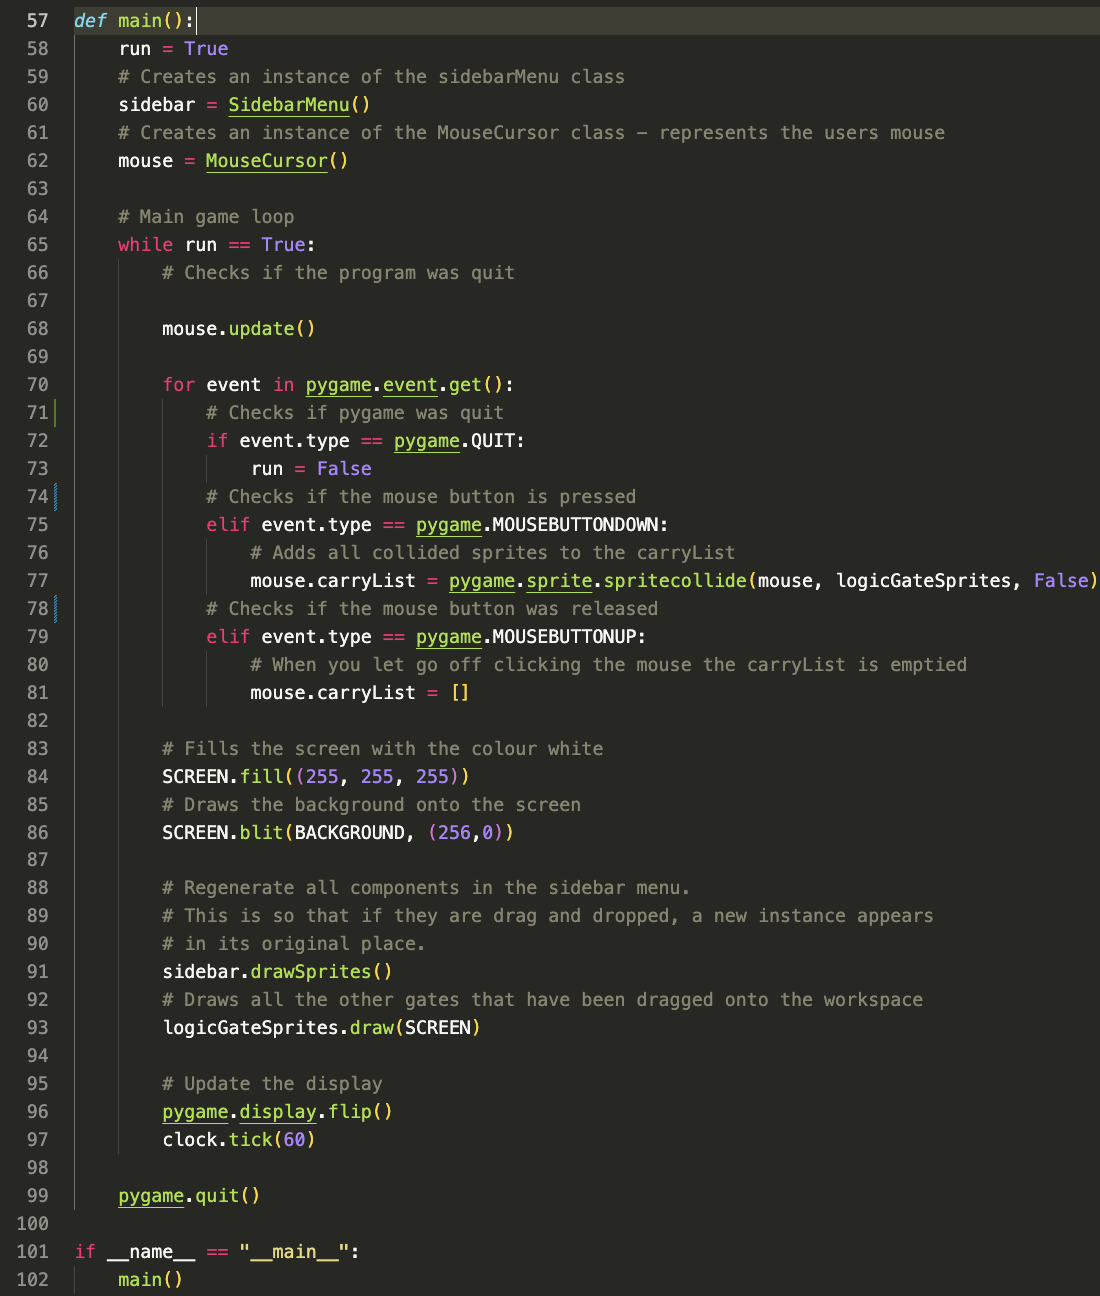 57 def main():
58     run = True
59     # Creates an instance of the sidebarMenu class
60     sidebar = SidebarMenu()
61     # Creates an instance of the MouseCursor class – represents the users mouse
62     mouse = MouseCursor()
63
64     # Main game loop
65     while run == True:
66         # Checks if the program was quit
67
68         mouse.update()
69
70         for event in pygame.event.get():
71             # Checks if pygame was quit
72             if event.type == pygame.QUIT:
73                 run = False
74             # Checks if the mouse button is pressed
75             elif event.type == pygame.MOUSEBUTTONDOWN:
76                 # Adds all collided sprites to the carryList
77                 mouse.carryList = pygame.sprite.spritecollide(mouse, logicGateSprites, False)
78             # Checks if the mouse button was released
79             elif event.type == pygame.MOUSEBUTTONUP:
80                 # When you let go off clicking the mouse the carryList is emptied
81                 mouse.carryList = []
82
83         # Fills the screen with the colour white
84         SCREEN.fill((255, 255, 255))
85         # Draws the background onto the screen
86         SCREEN.blit(BACKGROUND, (256,0))
87
88         # Regenerate all components in the sidebar menu.
89         # This is so that if they are drag and dropped, a new instance appears
90         # in its original place.
91         sidebar.drawSprites()
92         # Draws all the other gates that have been dragged onto the workspace
93         logicGateSprites.draw(SCREEN)
94
95         # Update the display
96         pygame.display.flip()
97         clock.tick(60)
98
99     pygame.quit()
100
101 if __name__ == "__main__":
102     main()